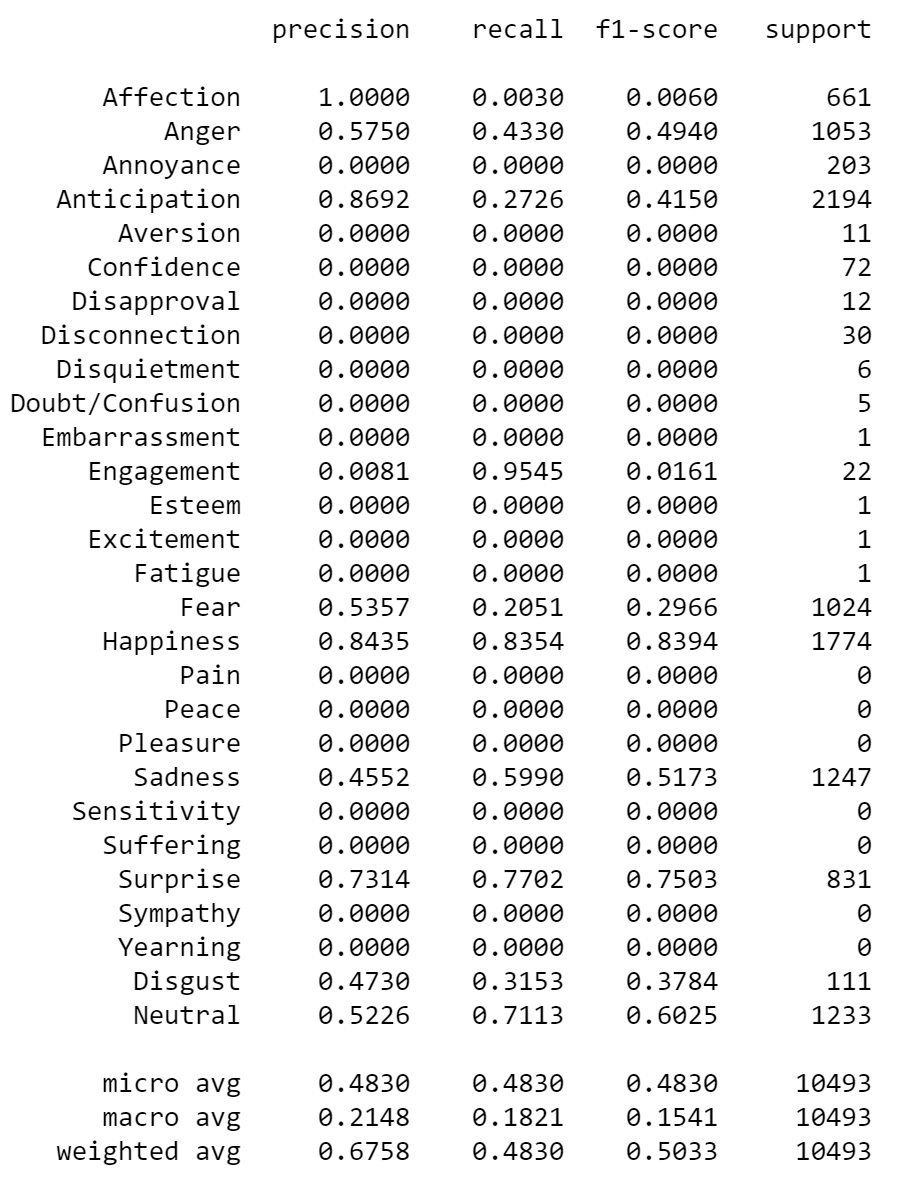 precision recall f1-score support
Affection 1.0000 0.0030 0.0060 661
Anger 0.5750 0.4330 0.4940 1053
Annoyance 0.0000 0.0000 0.0000 203
Anticipation 0.8692 0.2726 0.4150 2194
Aversion 0.0000 0.0000 0.0000 11
Confidence 0.0000 0.0000 0.0000 72
Disapproval 0.0000 0.0000 0.0000 12
Disconnection 0.0000 0.0000 0.0000 30
Disquietment 0.0000 0.0000 0.0000 6
Doubt/Confusion 0.0000 0.0000 0.0000 5
Embarrassment 0.0000 0.0000 0.0000 1
Engagement 0.0081 0.9545 0.0161 22
Esteem 0.0000 0.0000 0.0000 1
Excitement 0.0000 0.0000 0.0000 1
Fatigue 0.0000 0.0000 0.0000 1
Fear 0.5357 0.2051 0.2966 1024
Happiness 0.8435 0.8354 0.8394 1774
Pain 0.0000 0.0000 0.0000 0
Peace 0.0000 0.0000 0.0000 0
Pleasure 0.0000 0.0000 0.0000 0
Sadness 0.4552 0.5990 0.5173 1247
Sensitivity 0.0000 0.0000 0.0000 0
Suffering 0.0000 0.0000 0.0000 0
Surprise 0.7314 0.7702 0.7503 831
Sympathy 0.0000 0.0000 0.0000 0
Yearning 0.0000 0.0000 0.0000 0
Disgust 0.4730 0.3153 0.3784 111
Neutral 0.5226 0.7113 0.6025 1233
micro avg 0.4830 0.4830 0.4830 10493
macro avg 0.2148 0.1821 0.1541 10493
weighted avg 0.6758 0.4830 0.5033 10493